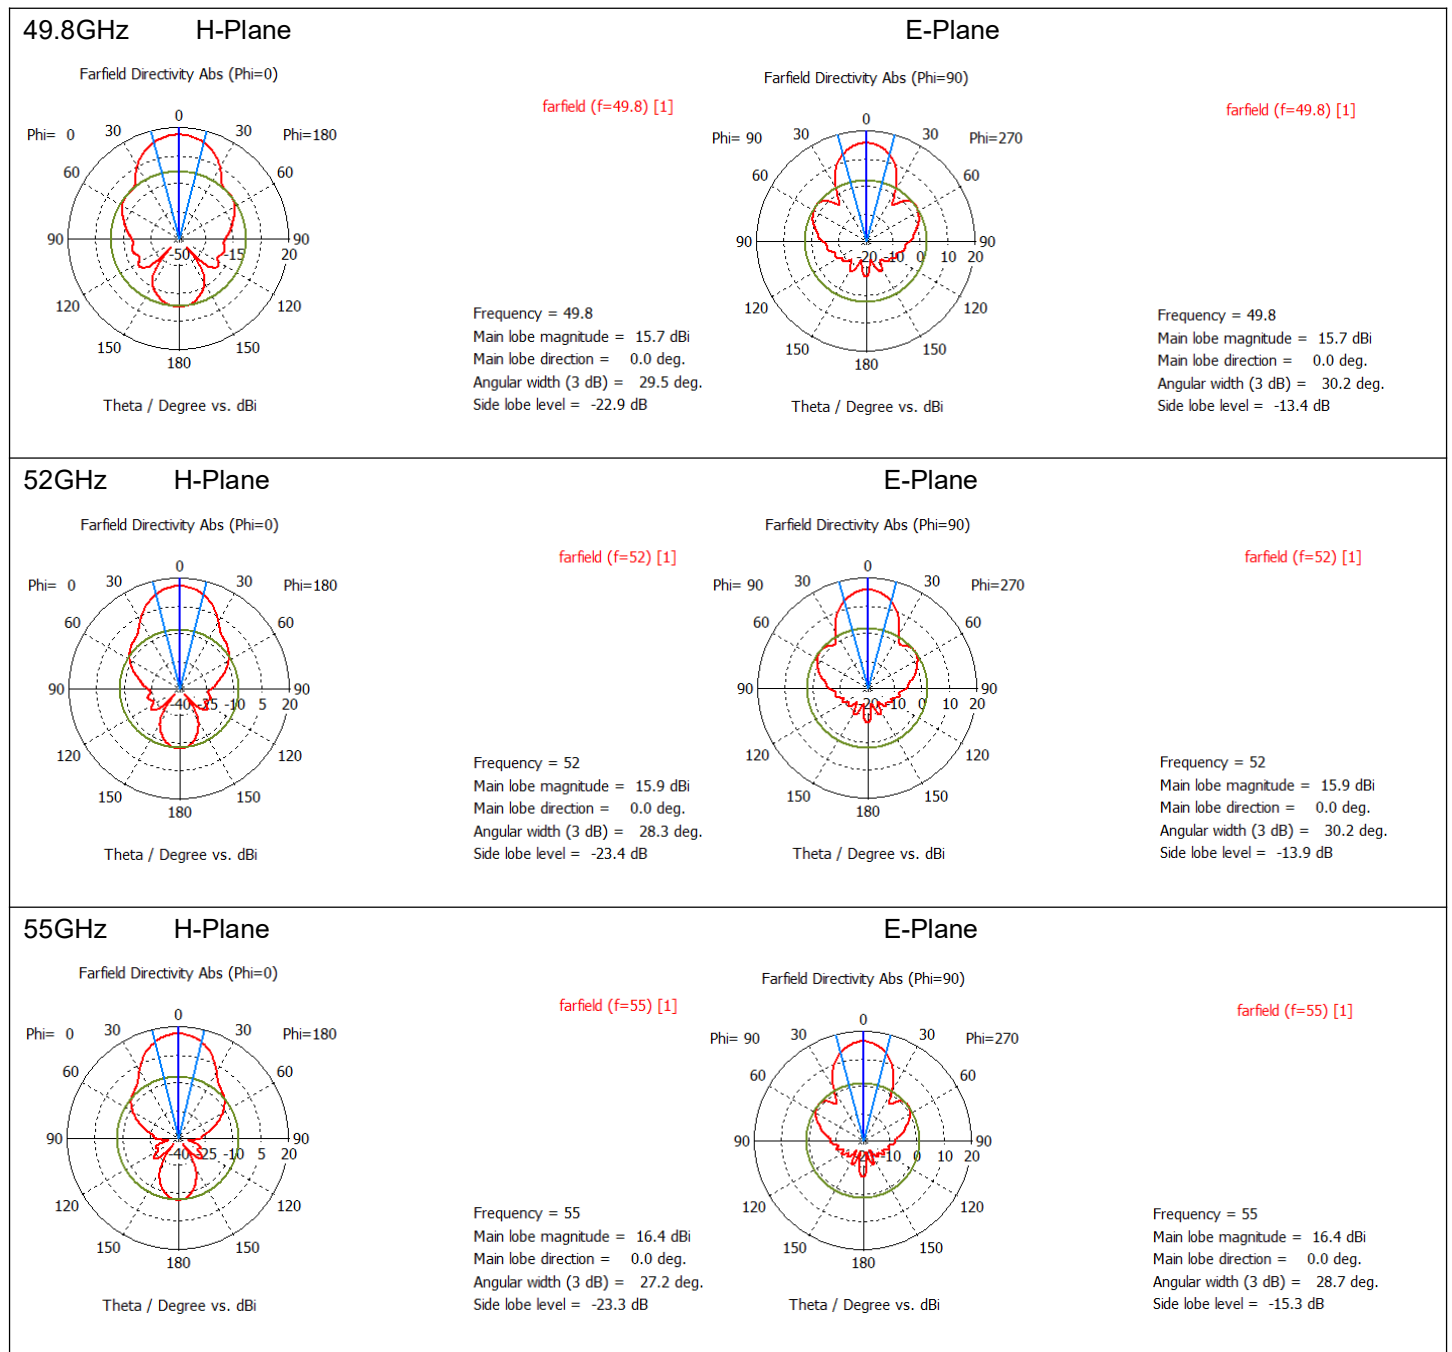 49.8GHz H-Plane E-Plane
Farfield Directivity Abs (Phi=0)
farfield (f=49.8) [1]
Phi= 0 30 0 30 Phi=180
60 60
90 -50 -15 20 90
120 120
150 150
180
Theta / Degree vs. dBi
Frequency = 49.8
Main lobe magnitude = 15.7 dBi
Main lobe direction = 0.0 deg.
Angular width (3 dB) = 29.5 deg.
Side lobe level = -22.9 dB
Farfield Directivity Abs (Phi=90)
farfield (f=49.8) [1]
Phi= 90 30 0 30 Phi=270
60 60
90 -20 -10 0 10 20 90
120 120
150 150
180
Theta / Degree vs. dBi
Frequency = 49.8
Main lobe magnitude = 15.7 dBi
Main lobe direction = 0.0 deg.
Angular width (3 dB) = 30.2 deg.
Side lobe level = -13.4 dB
52GHz H-Plane E-Plane
Farfield Directivity Abs (Phi=0)
farfield (f=52) [1]
Phi= 0 30 0 30 Phi=180
60 60
90 -40 -25 -10 5 20 90
120 120
150 150
180
Theta / Degree vs. dBi
Frequency = 52
Main lobe magnitude = 15.9 dBi
Main lobe direction = 0.0 deg.
Angular width (3 dB) = 28.3 deg.
Side lobe level = -23.4 dB
Farfield Directivity Abs (Phi=90)
farfield (f=52) [1]
Phi= 90 30 0 30 Phi=270
60 60
90 -20 -10 0 10 20 90
120 120
150 150
180
Theta / Degree vs. dBi
Frequency = 52
Main lobe magnitude = 15.9 dBi
Main lobe direction = 0.0 deg.
Angular width (3 dB) = 30.2 deg.
Side lobe level = -13.9 dB
55GHz H-Plane E-Plane
Farfield Directivity Abs (Phi=0)
farfield (f=55) [1]
Phi= 0 30 0 30 Phi=180
60 60
90 -40 -25 -10 5 20 90
120 120
150 150
180
Theta / Degree vs. dBi
Frequency = 55
Main lobe magnitude = 16.4 dBi
Main lobe direction = 0.0 deg.
Angular width (3 dB) = 27.2 deg.
Side lobe level = -23.3 dB
Farfield Directivity Abs (Phi=90)
farfield (f=55) [1]
Phi= 90 30 0 30 Phi=270
60 60
90 -20 -10 0 10 20 90
120 120
150 150
180
Theta / Degree vs. dBi
Frequency = 55
Main lobe magnitude = 16.4 dBi
Main lobe direction = 0.0 deg.
Angular width (3 dB) = 28.7 deg.
Side lobe level = -15.3 dB